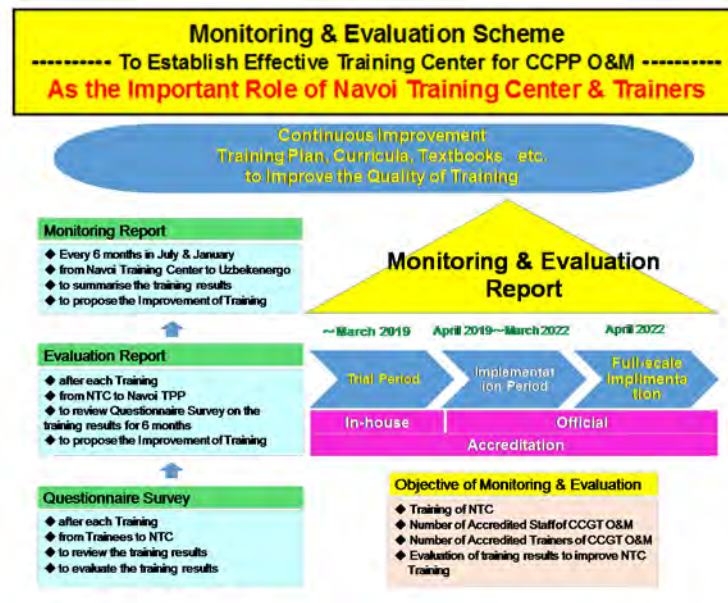 Monitoring & Evaluation Scheme
---------- To Establish Effective Training Center for CCPP O&M ----------
As the Important Role of Navoi Training Center & Trainers
Continuous Improvement
Training Plan, Curricula, Textbooks etc.
to Improve the Quality of Training
Monitoring Report
◆ Every 6 months in July & January
◆ from Navoi Training Center to Uzbekenergo
◆ to summarise the training results
◆ to propose the Improvement of Training
Evaluation Report
◆ after each Training
◆ from NTC to Navoi TPP
◆ to review Questionnaire Survey on the
training results for 6 months
◆ to propose the Improvement of Training
Questionnaire Survey
◆ after each Training
◆ from Trainees to NTC
◆ to review the training results
◆ to evaluate the training results
Monitoring & Evaluation
Report
~March 2019
April 2019~March 2022
April 2022
Trial Period
Implementat
ion Period
Full-scale
Implimenta
tion
In-house
Official
Accreditation
Objective of Monitoring & Evaluation
◆ Training of NTC
◆ Number of Accredited Staff of CCGT O&M
◆ Number of Accredited Trainers of CCGT O&M
◆ Evaluation of training results to improve NTC
Training